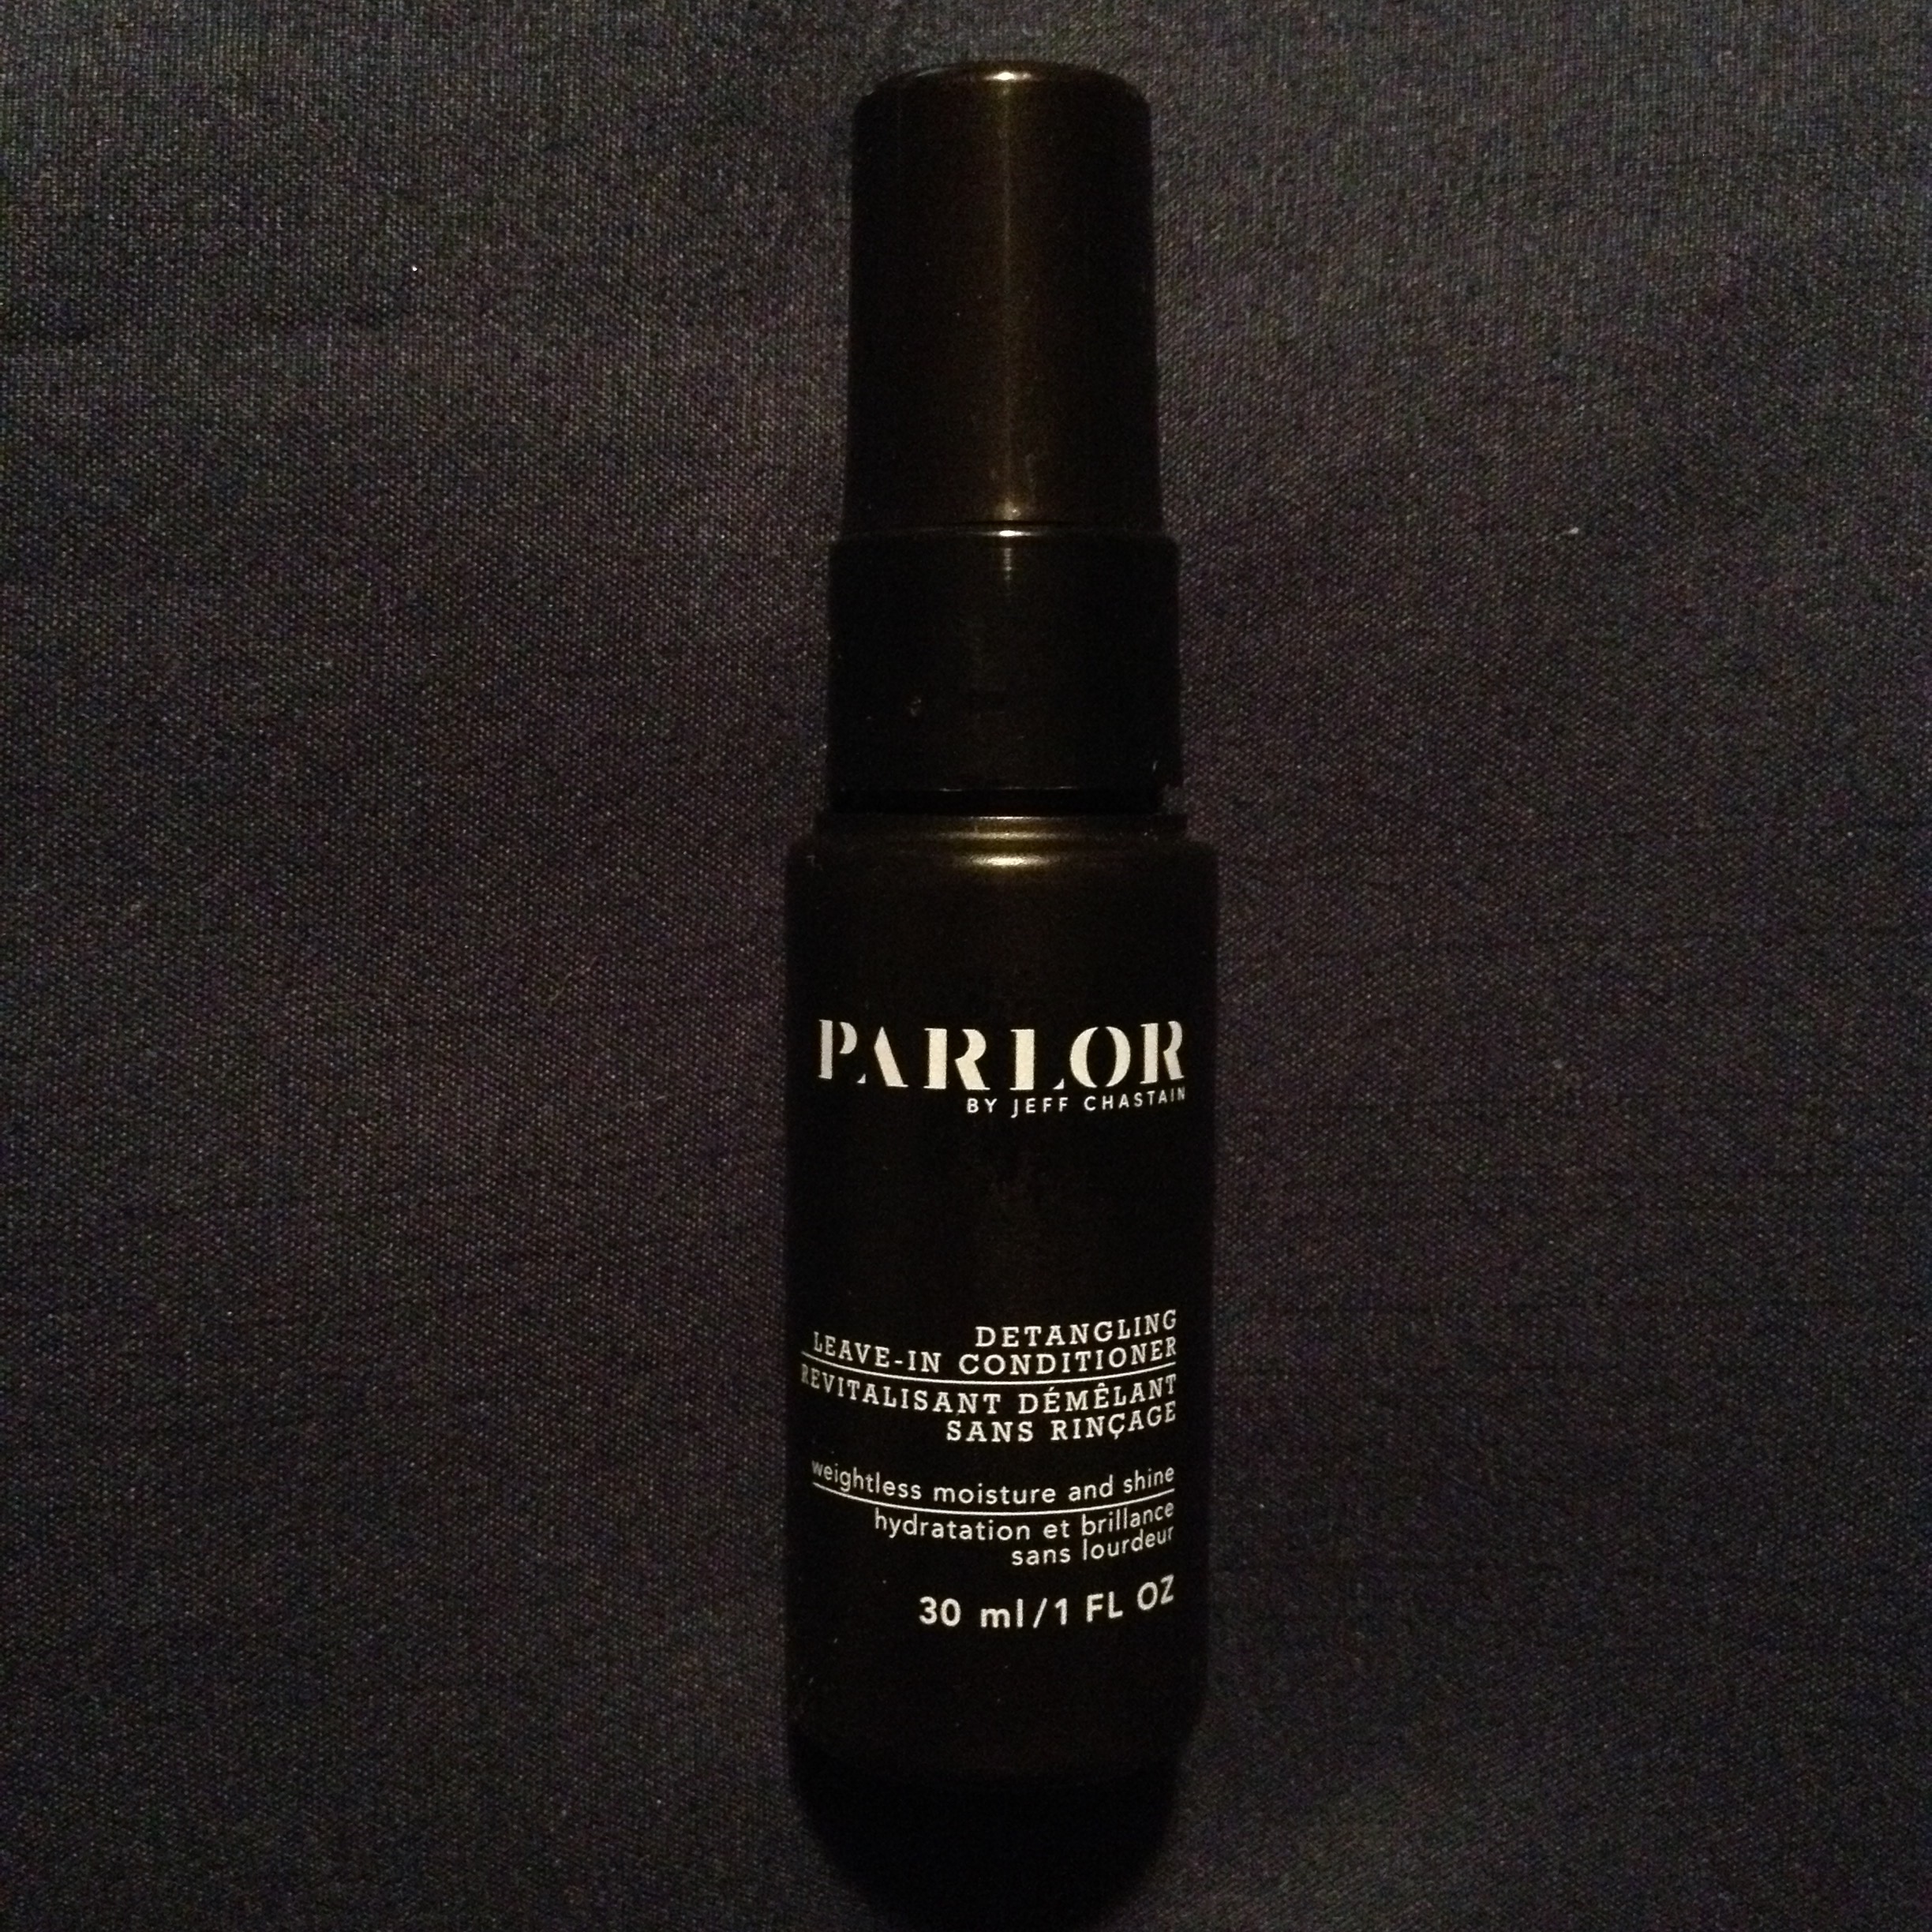 PARLOR
BY JEFF CHASTAIN
DETANGLING
LEAVE-IN CONDITIONER
REVITALISANT DÉMÊLANT
SANS RINÇAGE
weightless moisture and shine
hydratation et brillance
sans lourdeur
30 ml/1 FL OZ